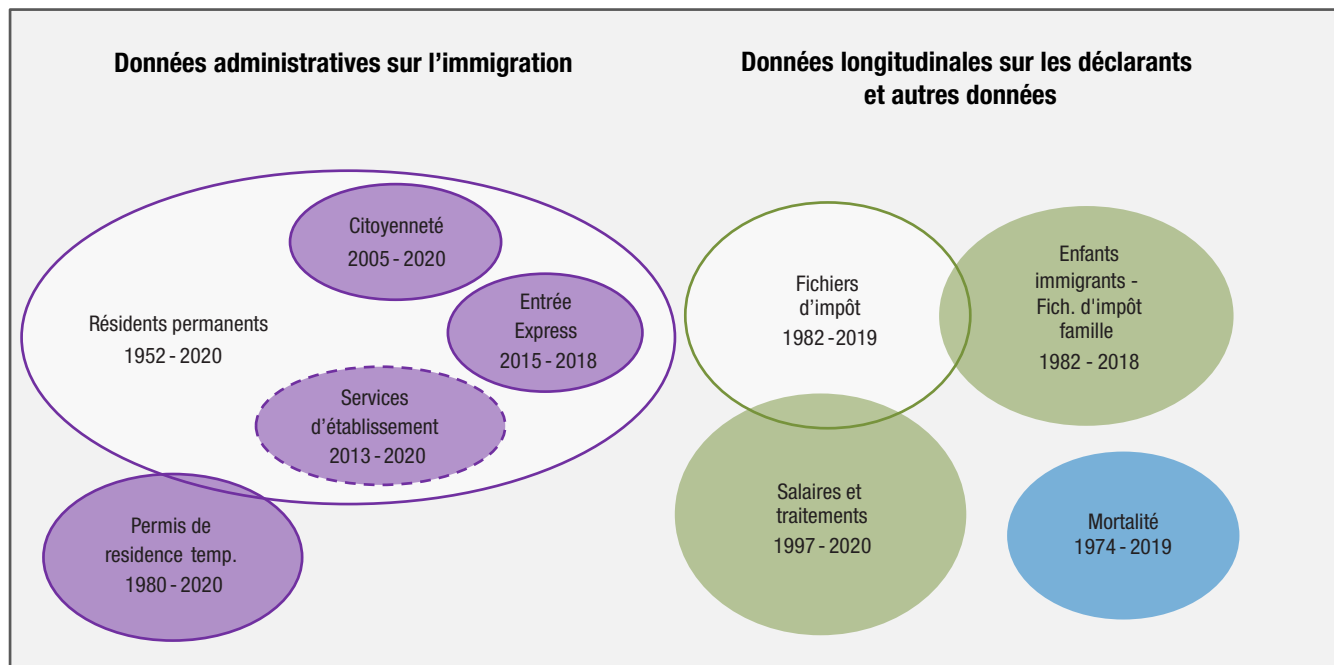 Données administratives sur l’immigration
Données longitudinales sur les déclarants
et autres données
Citoyenneté
2005 - 2020
Entrée
Express
2015 - 2018
Résidents permanents
1952 - 2020
Services
d’établissement
2013 - 2020
Permis de
residence temp.
1980 - 2020
Fichiers
d’impôt
1982 - 2019
Enfants
immigrants -
Fich. d'impôt
famille
1982 - 2018
Salaires et
traitements
1997 - 2020
Mortalité
1974 - 2019